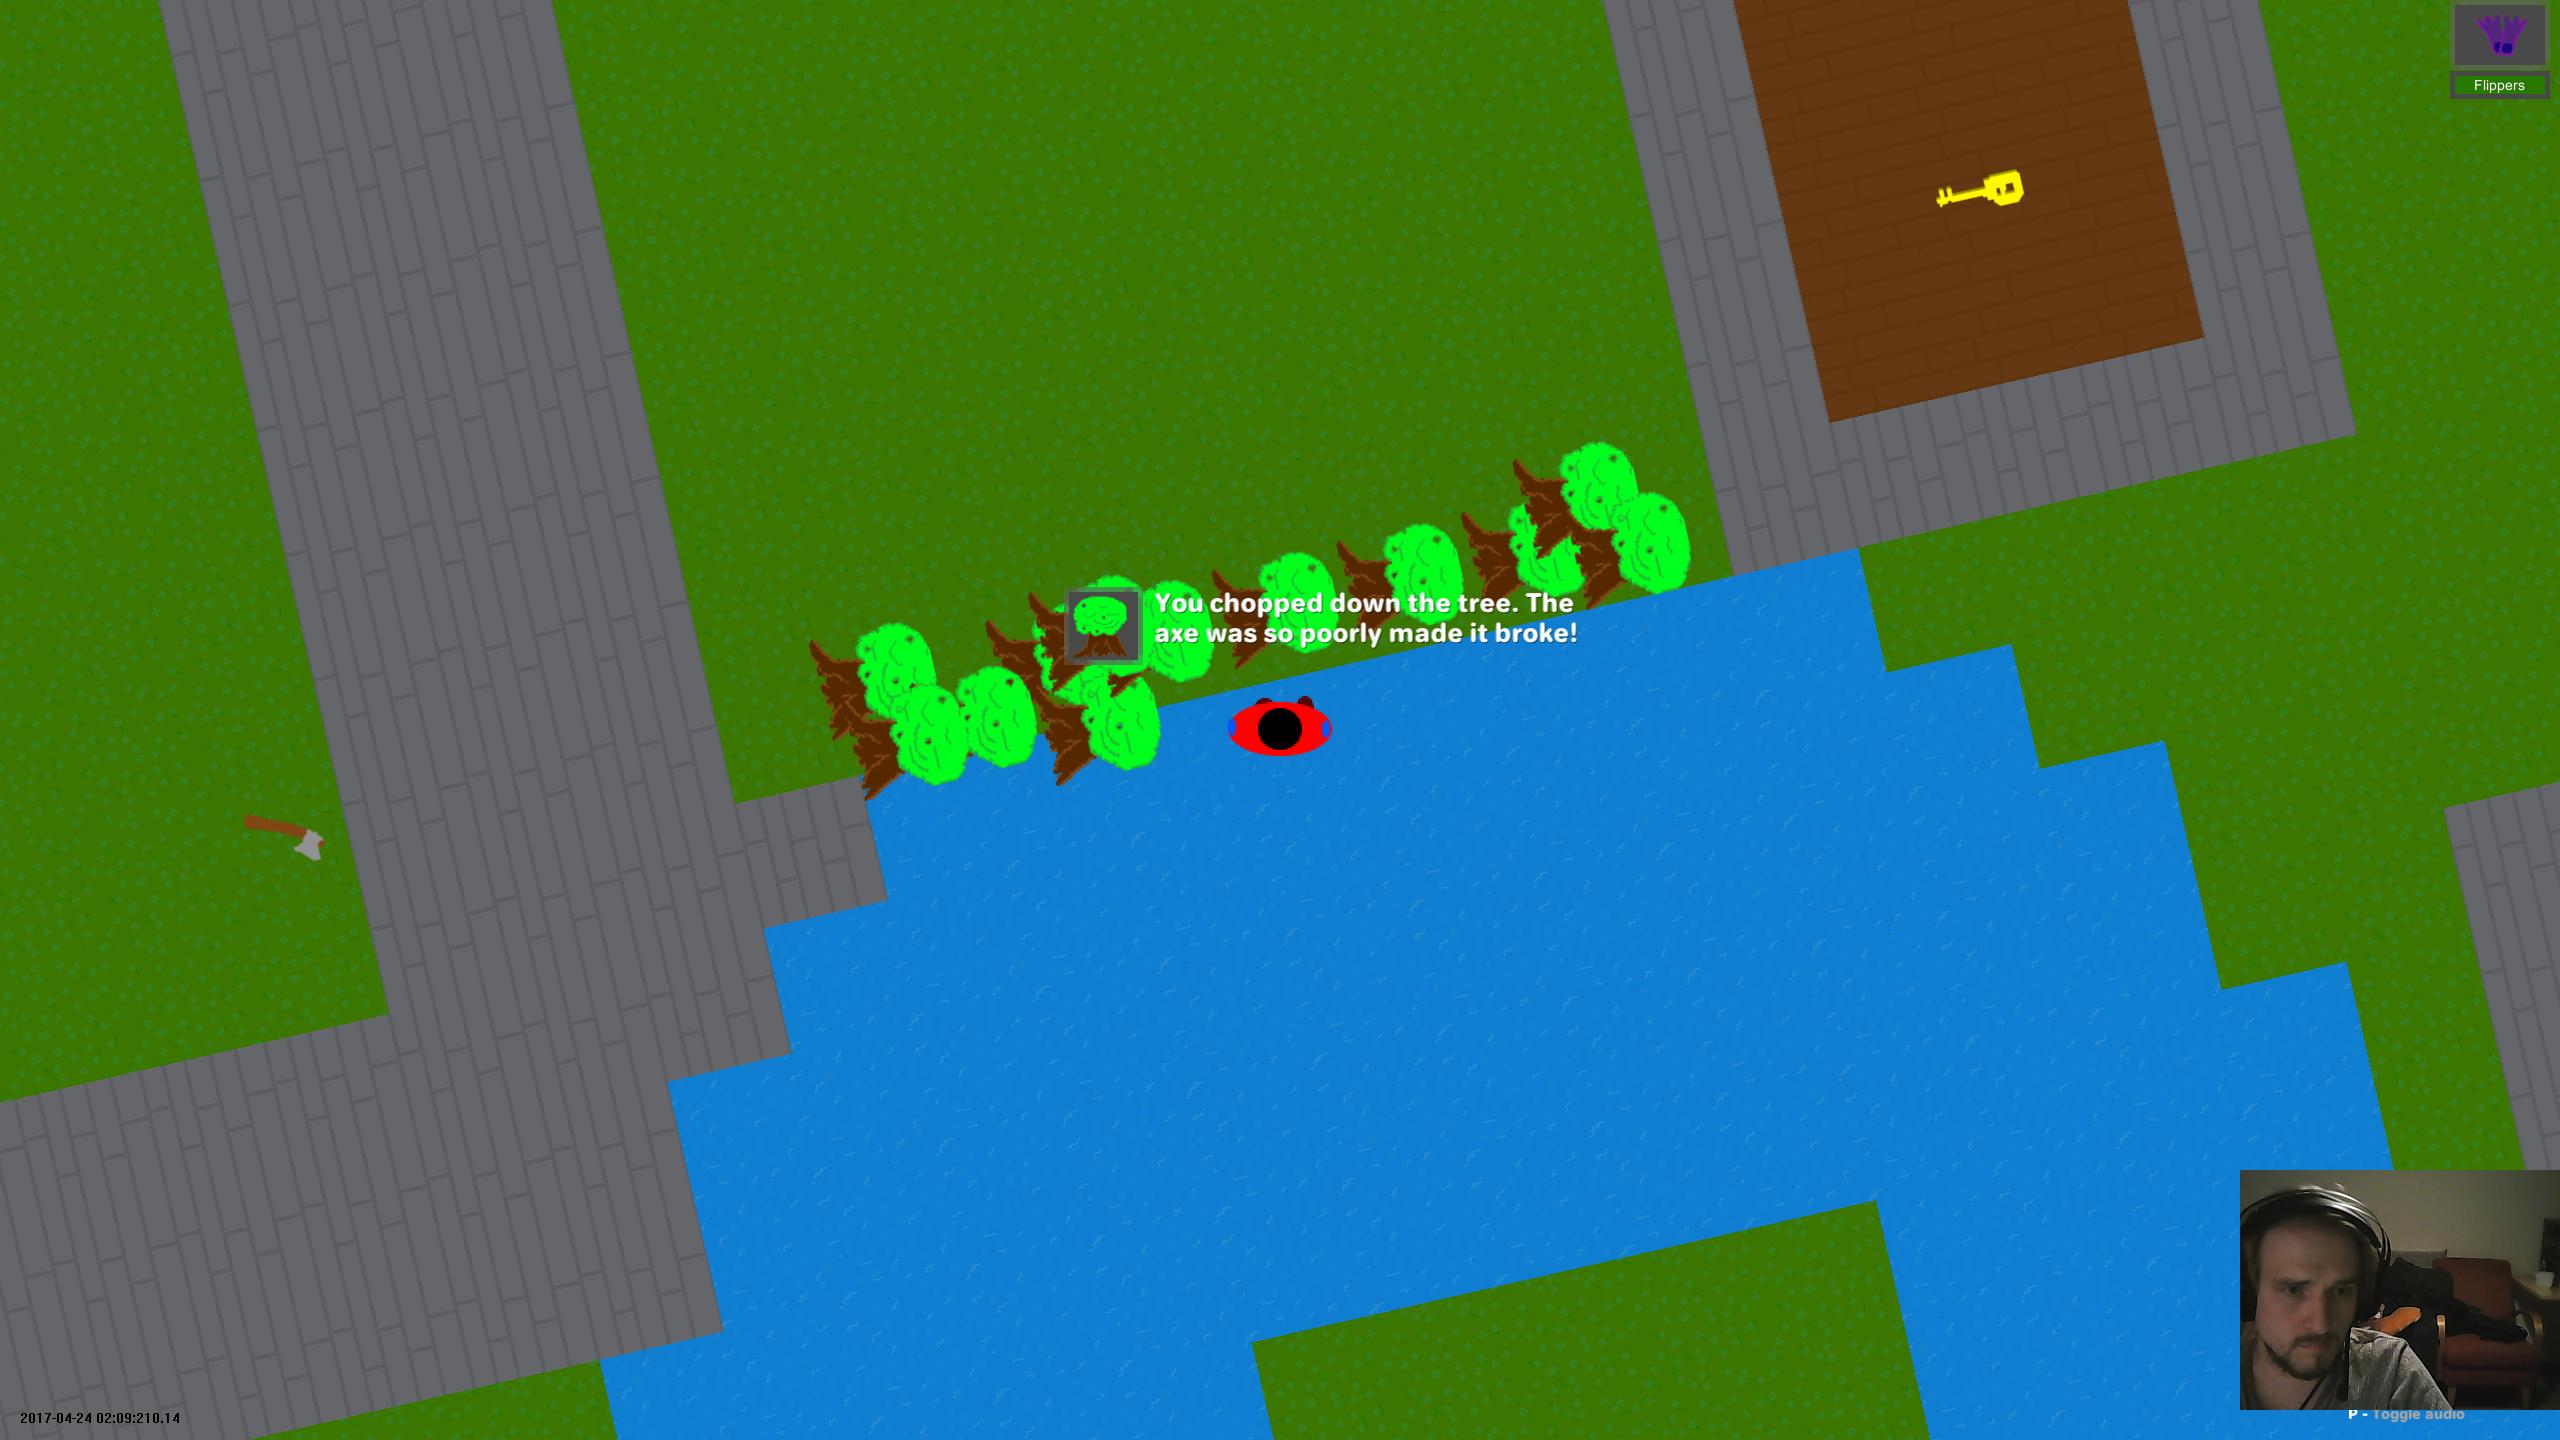 Flippers
You chopped down the tree. The
axe was so poorly made it broke!
2017-04-24 02:09:210.14
P - Toggle audio